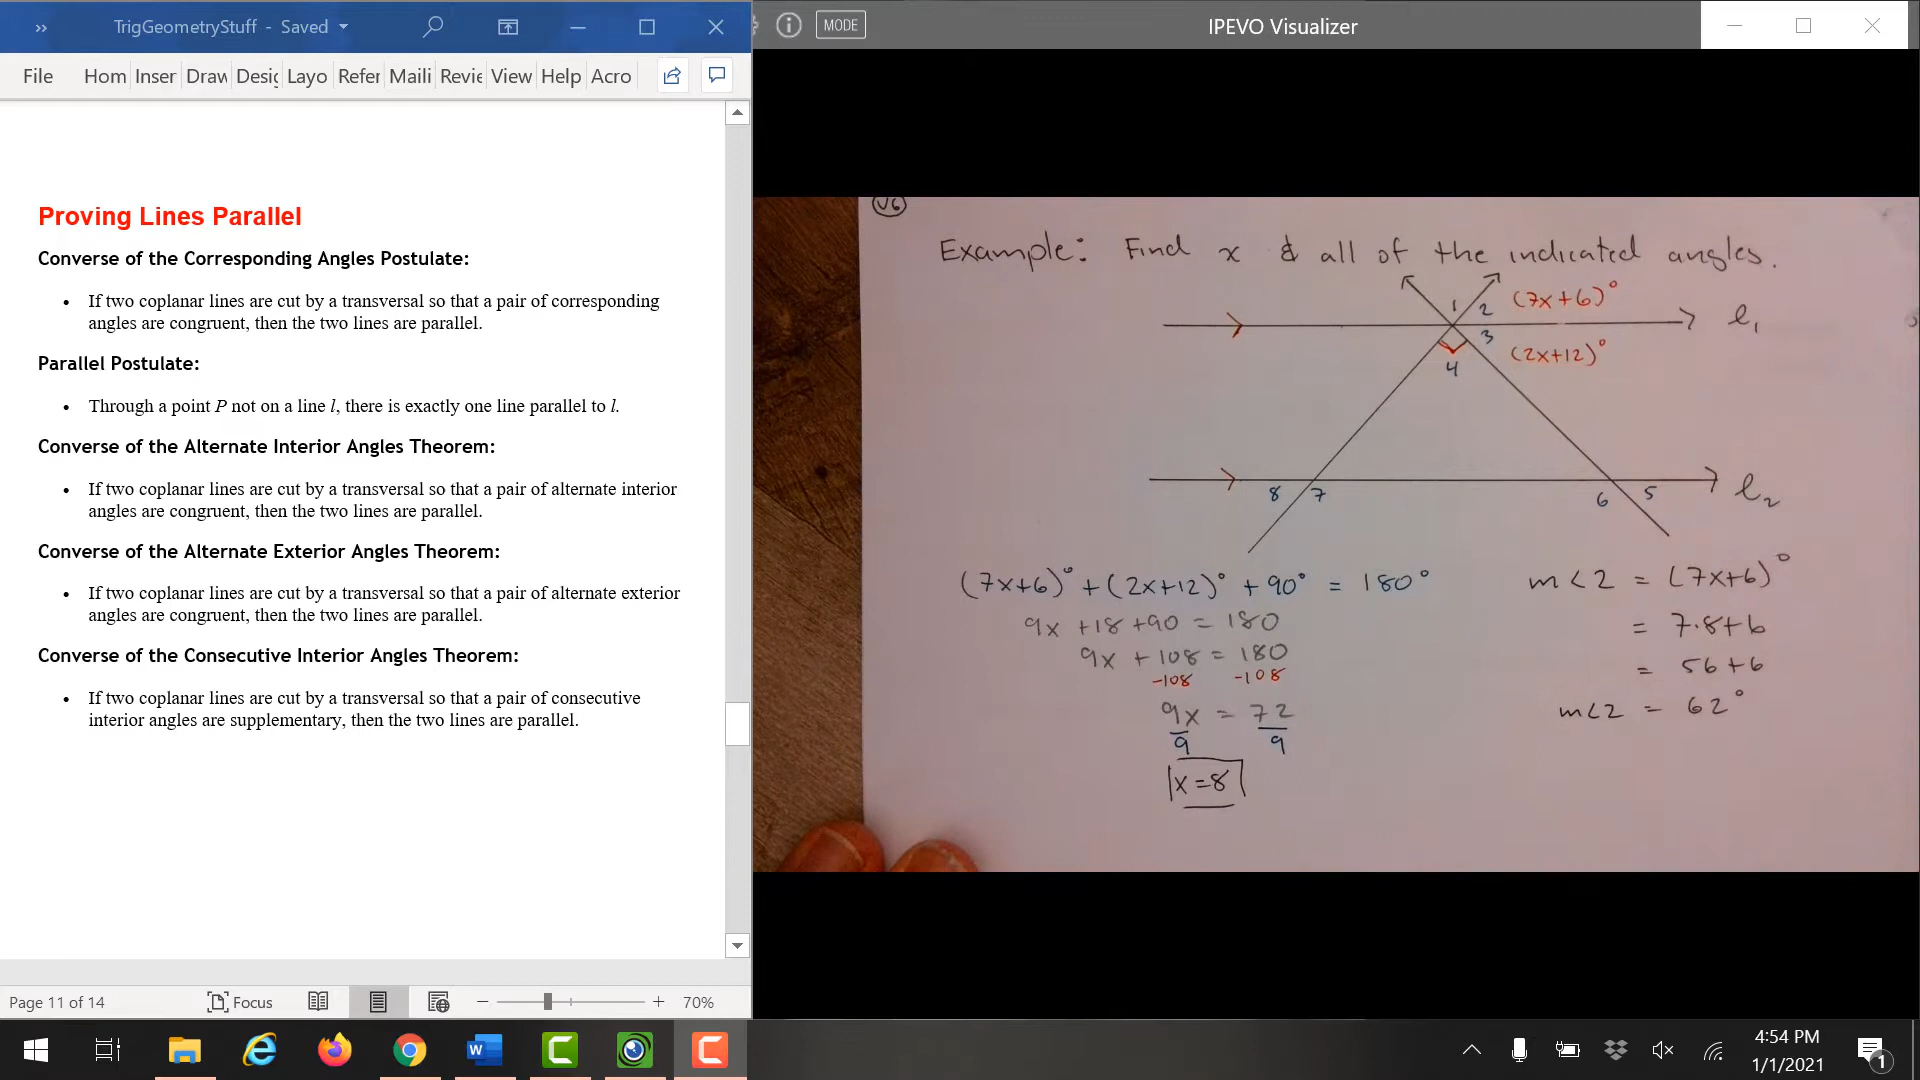 TrigGeometryStuff - Saved
MODE
IPEVO Visualizer
File Hom Inser Draw Desig Layo Refer Maili Revie View Help Acro
Proving Lines Parallel
Converse of the Corresponding Angles Postulate:
• If two coplanar lines are cut by a transversal so that a pair of corresponding
angles are congruent, then the two lines are parallel.
Parallel Postulate:
• Through a point P not on a line l, there is exactly one line parallel to l.
Converse of the Alternate Interior Angles Theorem:
• If two coplanar lines are cut by a transversal so that a pair of alternate interior
angles are congruent, then the two lines are parallel.
Converse of the Alternate Exterior Angles Theorem:
• If two coplanar lines are cut by a transversal so that a pair of alternate exterior
angles are congruent, then the two lines are parallel.
Converse of the Consecutive Interior Angles Theorem:
• If two coplanar lines are cut by a transversal so that a pair of consecutive
interior angles are supplementary, then the two lines are parallel.
Page 11 of 14
Focus
70%
V6
Example: Find x & all of the indicated angles.
1 2 (7x+6)°
l₁
3 (2x+12)°
4
8 7 6 5 l₂
(7x+6)° + (2x+12)° + 90° = 180°
9x + 18 + 90 = 180
9x + 108 = 180
-108 -108
9x = 72
9 9
x = 8
m<2 = (7x+6)°
= 7·8+6
= 56+6
m<2 = 62°
4:54 PM
1/1/2021
1